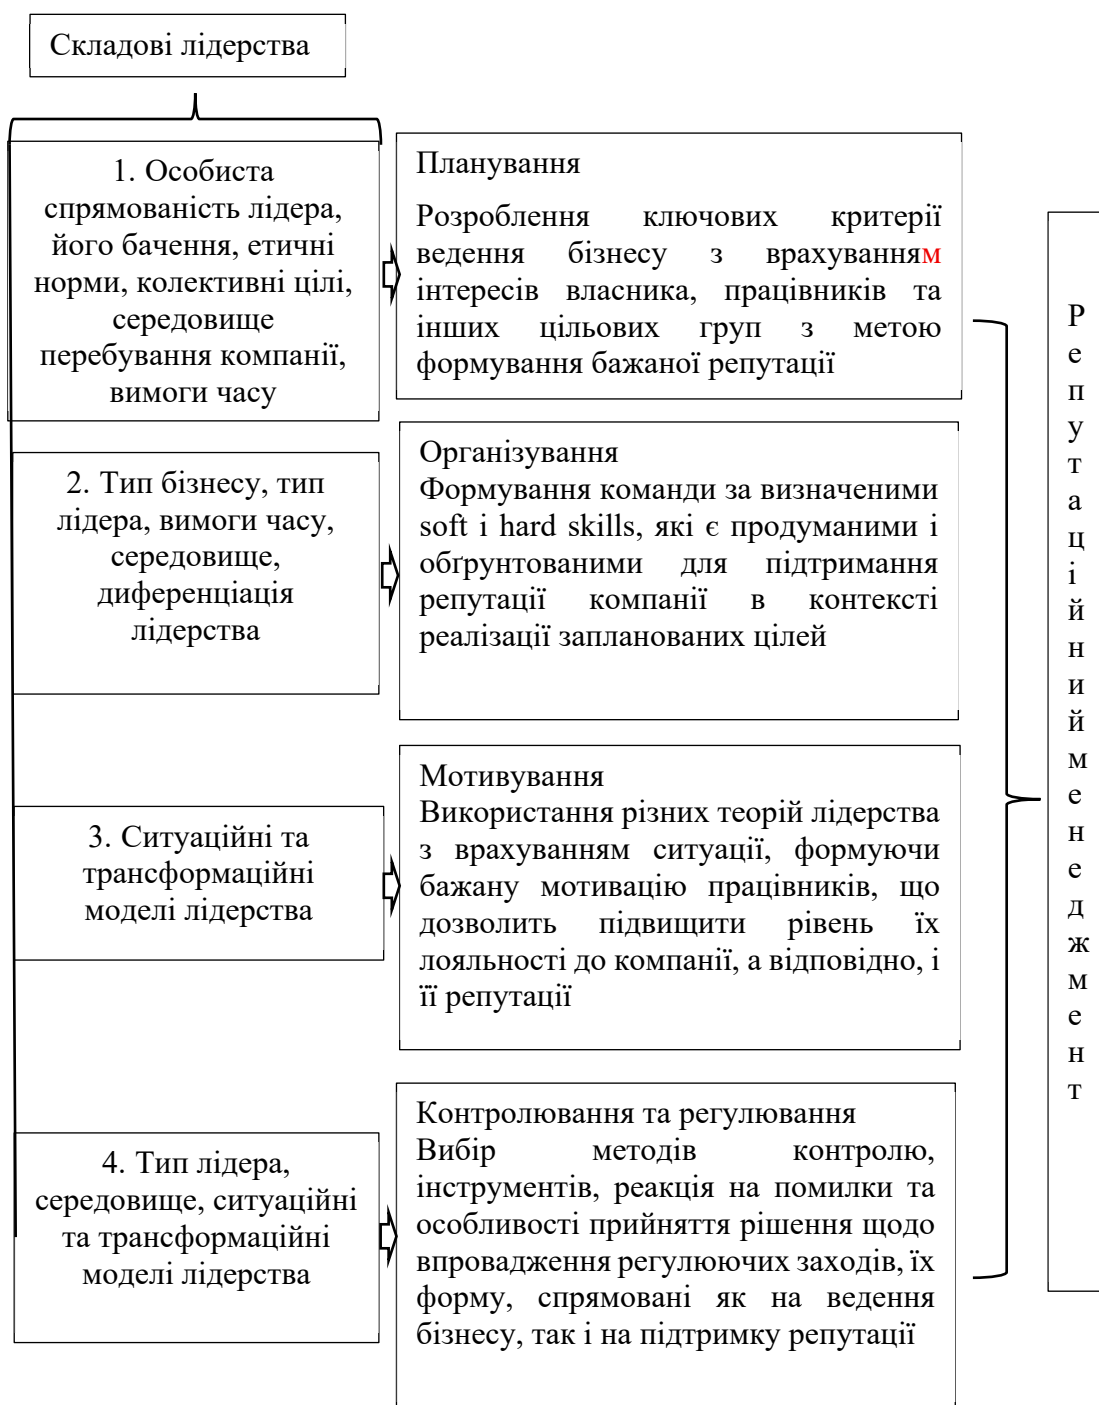 Складові лідерства
1. Особиста
спрямованість лідера,
його бачення, етичні
норми, колективні цілі,
середовище
перебування компанії,
вимоги часу
Планування
Розроблення ключових критерії
ведення бізнесу з врахуванням
інтересів власника, працівників та
інших цільових груп з метою
формування бажаної репутації
2. Тип бізнесу, тип
лідера, вимоги часу,
середовище,
диференціація
лідерства
Організування
Формування команди за визначеними
soft і hard skills, які є продуманими і
обґрунтованими для підтримання
репутації компанії в контексті
реалізації запланованих цілей
3. Ситуаційні та
трансформаційні
моделі лідерства
Мотивування
Використання різних теорій лідерства
з врахуванням ситуації, формуючи
бажану мотивацію працівників, що
дозволить підвищити рівень їх
лояльності до компанії, а відповідно, і
її репутації
4. Тип лідера,
середовище, ситуаційні
та трансформаційні
моделі лідерства
Контролювання та регулювання
Вибір методів контролю,
інструментів, реакція на помилки та
особливості прийняття рішення щодо
впровадження регулюючих заходів, їх
форму, спрямовані як на ведення
бізнесу, так і на підтримку репутації
Репутаційнийменеджмент